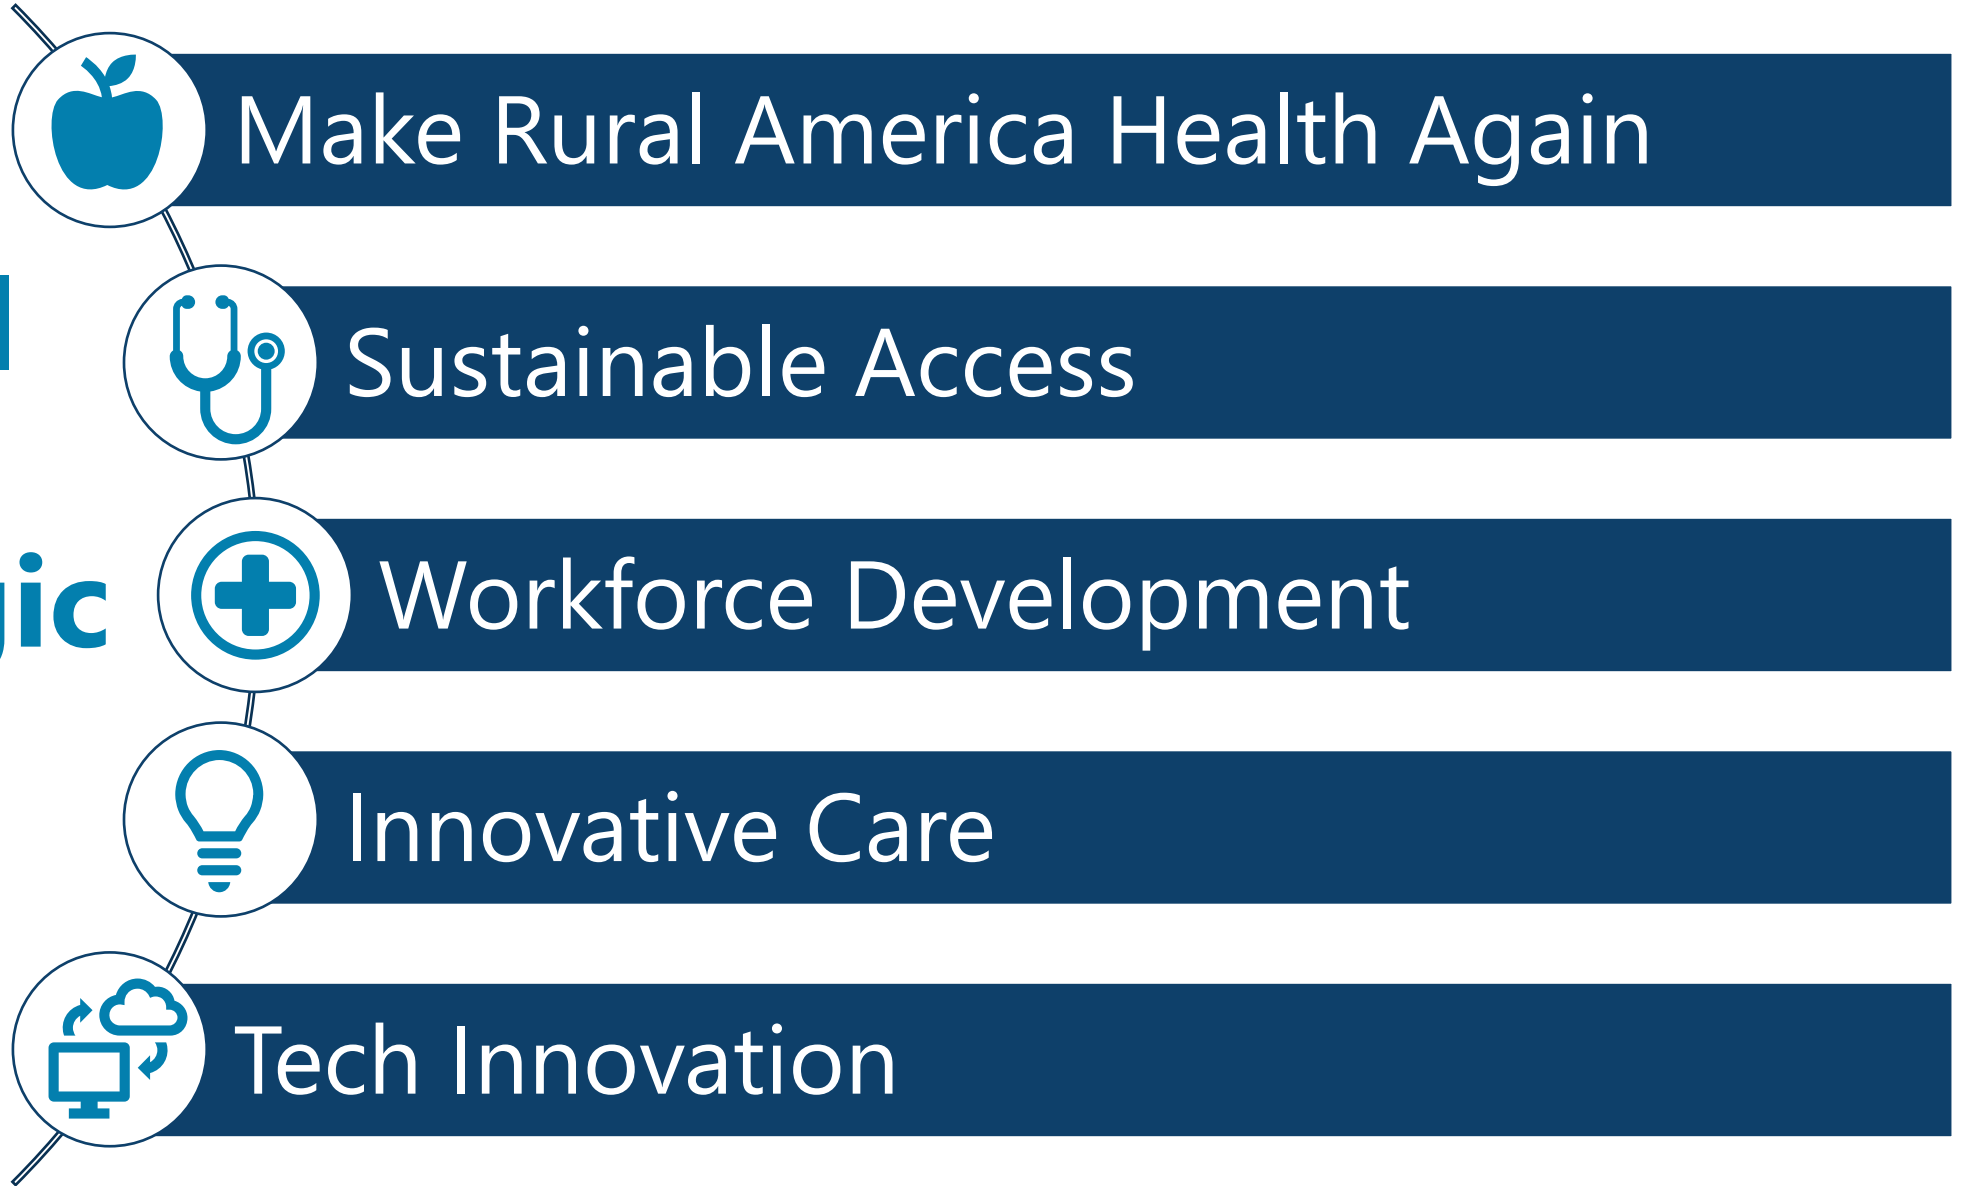 Make Rural America Health Again
Sustainable Access
Workforce Development
Innovative Care
Tech Innovation